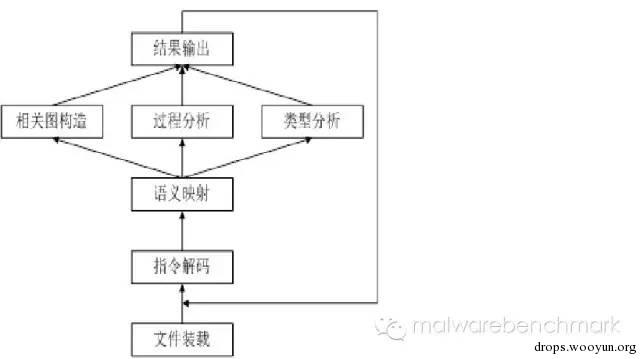 结果输出
相关图构造
过程分析
类型分析
语义映射
指令解码
文件装载
malwarebenchmark
drops.wooyun.org